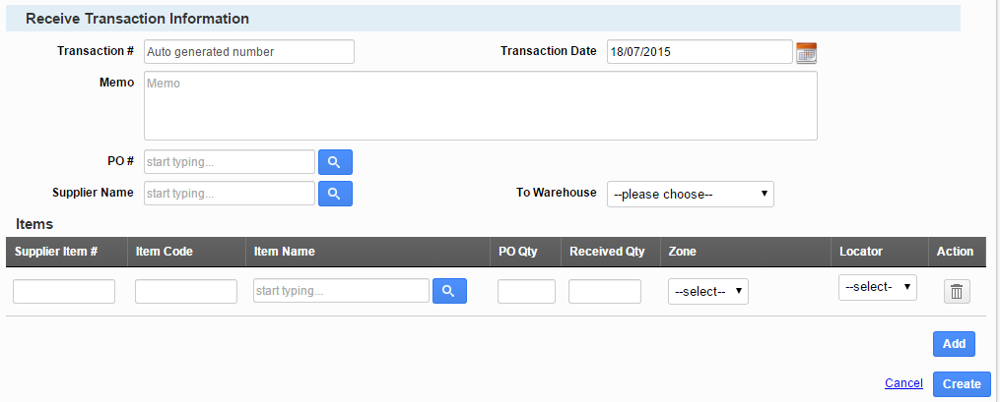 Receive Transaction Information
Transaction # Auto generated number Transaction Date 18/07/2015
Memo Memo
PO # start typing...
Supplier Name start typing... To Warehouse --please choose--
Items
Supplier Item # Item Code Item Name PO Qty Received Qty Zone Locator Action
start typing... --select-- --select-
Add
Cancel Create